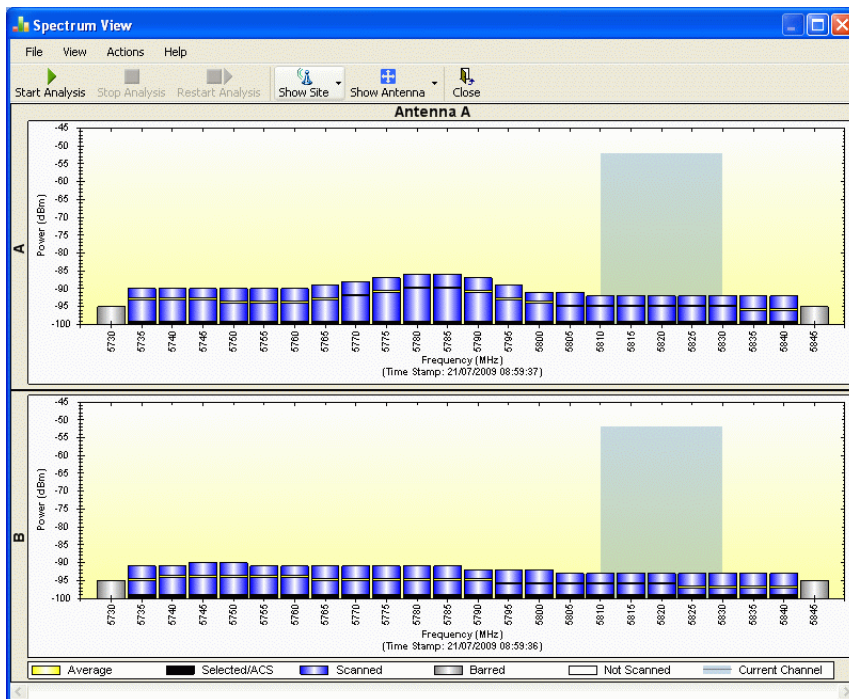 Spectrum View
File View Actions Help
Start Analysis Stop Analysis Restart Analysis Show Site Show Antenna Close
Antenna A
A
Power (dBm)
-45
-50
-55
-60
-65
-70
-75
-80
-85
-90
-95
-100
5730 5735 5740 5745 5750 5755 5760 5765 5770 5775 5780 5785 5790 5795 5800 5805 5810 5815 5820 5825 5830 5835 5840 5845
Frequency (MHz)
(Time Stamp: 21/07/2009 08:59:37)
B
Power (dBm)
-45
-50
-55
-60
-65
-70
-75
-80
-85
-90
-95
-100
5730 5735 5740 5745 5750 5755 5760 5765 5770 5775 5780 5785 5790 5795 5800 5805 5810 5815 5820 5825 5830 5835 5840 5845
Frequency (MHz)
(Time Stamp: 21/07/2009 08:59:36)
Average Selected/ACS Scanned Barred Not Scanned Current Channel